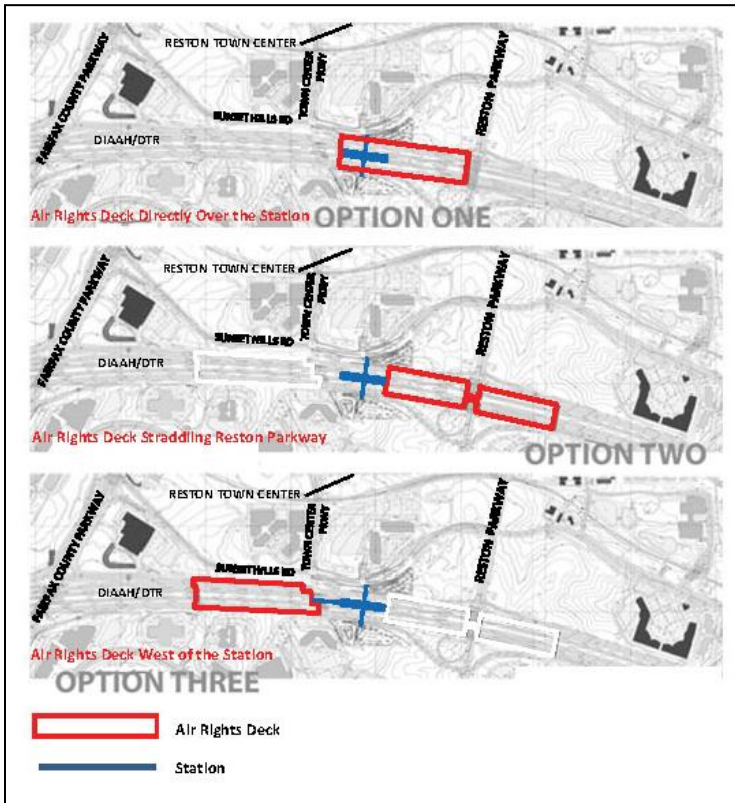 RESTON TOWN CENTER
FAIRFAX COUNTY PARKWAY
TOWN CENTER
PKWY
RESTON PARKWAY
SUNSET HILLS RD
DIAAH/DTR
Air Rights Deck Directly Over the Station
OPTION ONE
RESTON TOWN CENTER
FAIRFAX COUNTY PARKWAY
TOWN CENTER
PKWY
RESTON PARKWAY
SUNSET HILLS RD
DIAAH/DTR
Air Rights Deck Straddling Reston Parkway
OPTION TWO
RESTON TOWN CENTER
FAIRFAX COUNTY PARKWAY
TOWN CENTER
PKWY
RESTON PARKWAY
SUNSET HILLS RD
DIAAH/DTR
Air Rights Deck West of the Station
OPTION THREE
Air Rights Deck
Station